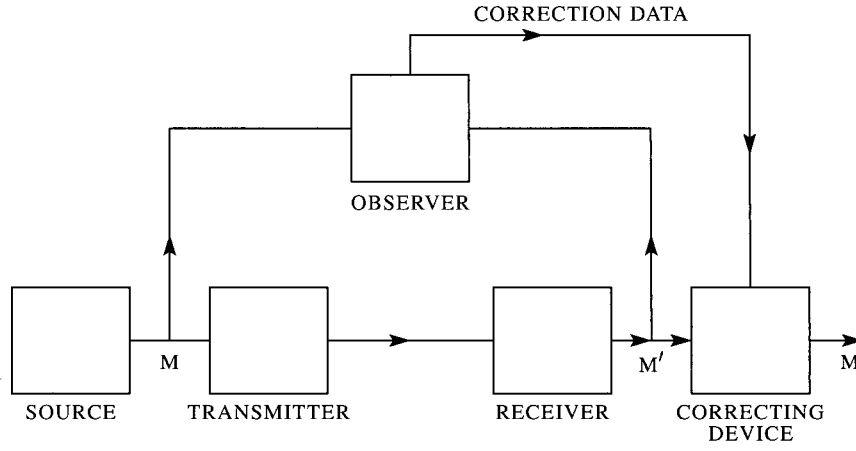 CORRECTION DATA
OBSERVER
M
M′
M
SOURCE
TRANSMITTER
RECEIVER
CORRECTING
DEVICE